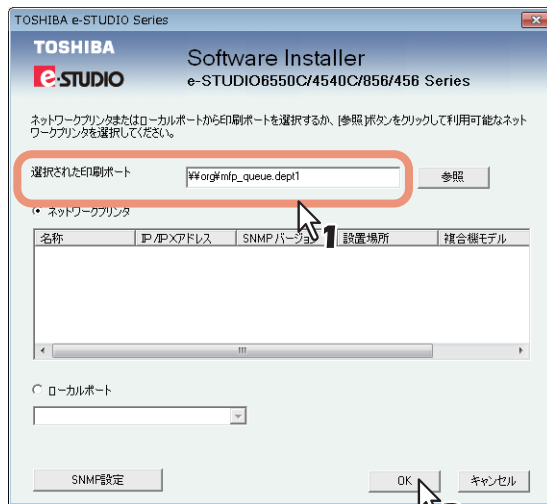 TOSHIBA e-STUDIO Series
TOSHIBA
e-STUDIO
Software Installer
e-STUDIO6550C/4540C/856/456 Series
ネットワークプリンタまたはローカルポートから印刷ポートを選択するか、[参照]ボタンをクリックして利用可能なネット
ワークプリンタを選択してください。
選択された印刷ポート
¥¥org¥mfp_queue.dept1
参照
1
ネットワークプリンタ
名称
IP/IPXアドレス
SNMPバージョン
設置場所
複合機モデル
ローカルポート
SNMP設定
OK
キャンセル